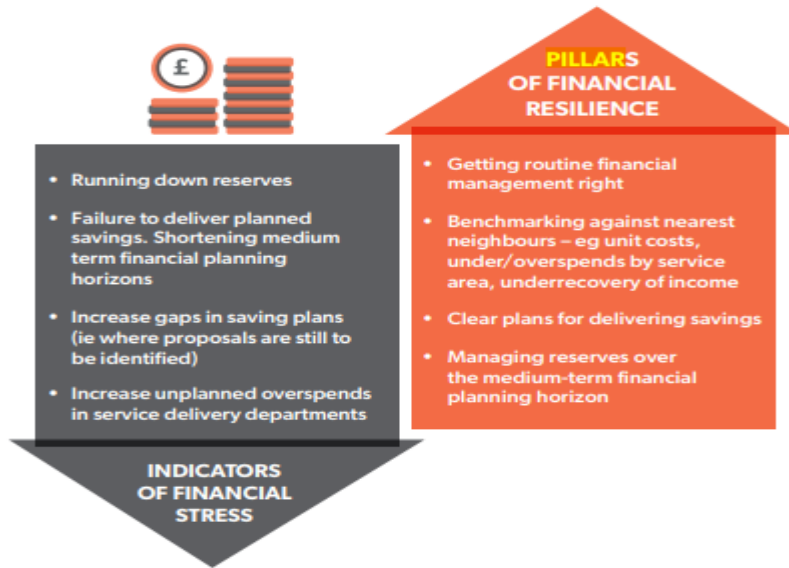 £
• Running down reserves
• Failure to deliver planned
savings. Shortening medium
term financial planning
horizons
• Increase gaps in saving plans
(ie where proposals are still to
be identified)
• Increase unplanned overspends
in service delivery departments
INDICATORS
OF FINANCIAL
STRESS
PILLARS
OF FINANCIAL
RESILIENCE
• Getting routine financial
management right
• Benchmarking against nearest
neighbours – eg unit costs,
under/overspends by service
area, underrecovery of income
• Clear plans for delivering savings
• Managing reserves over
the medium-term financial
planning horizon